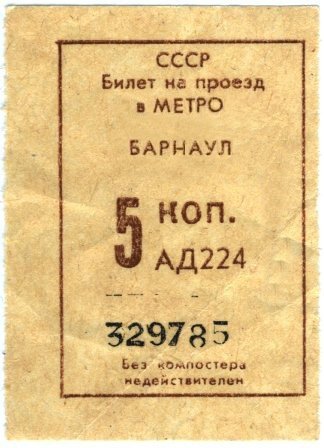 СССР
Билет на проезд
в МЕТРО
БАРНАУЛ
5 коп.
АД224
329785
Без компостера
недействителен